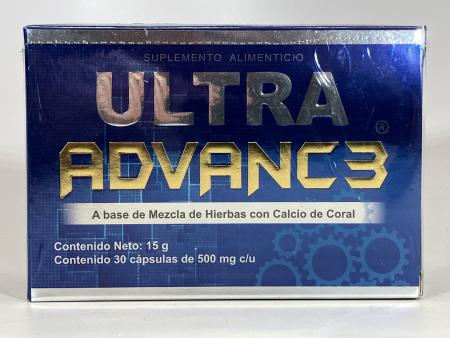 SUPLEMENTO ALIMENTICIO
ULTRA
ADVANC3®
A base de Mezcla de Hierbas con Calcio de Coral
Contenido Neto: 15 g
Contenido 30 cápsulas de 500 mg c/u